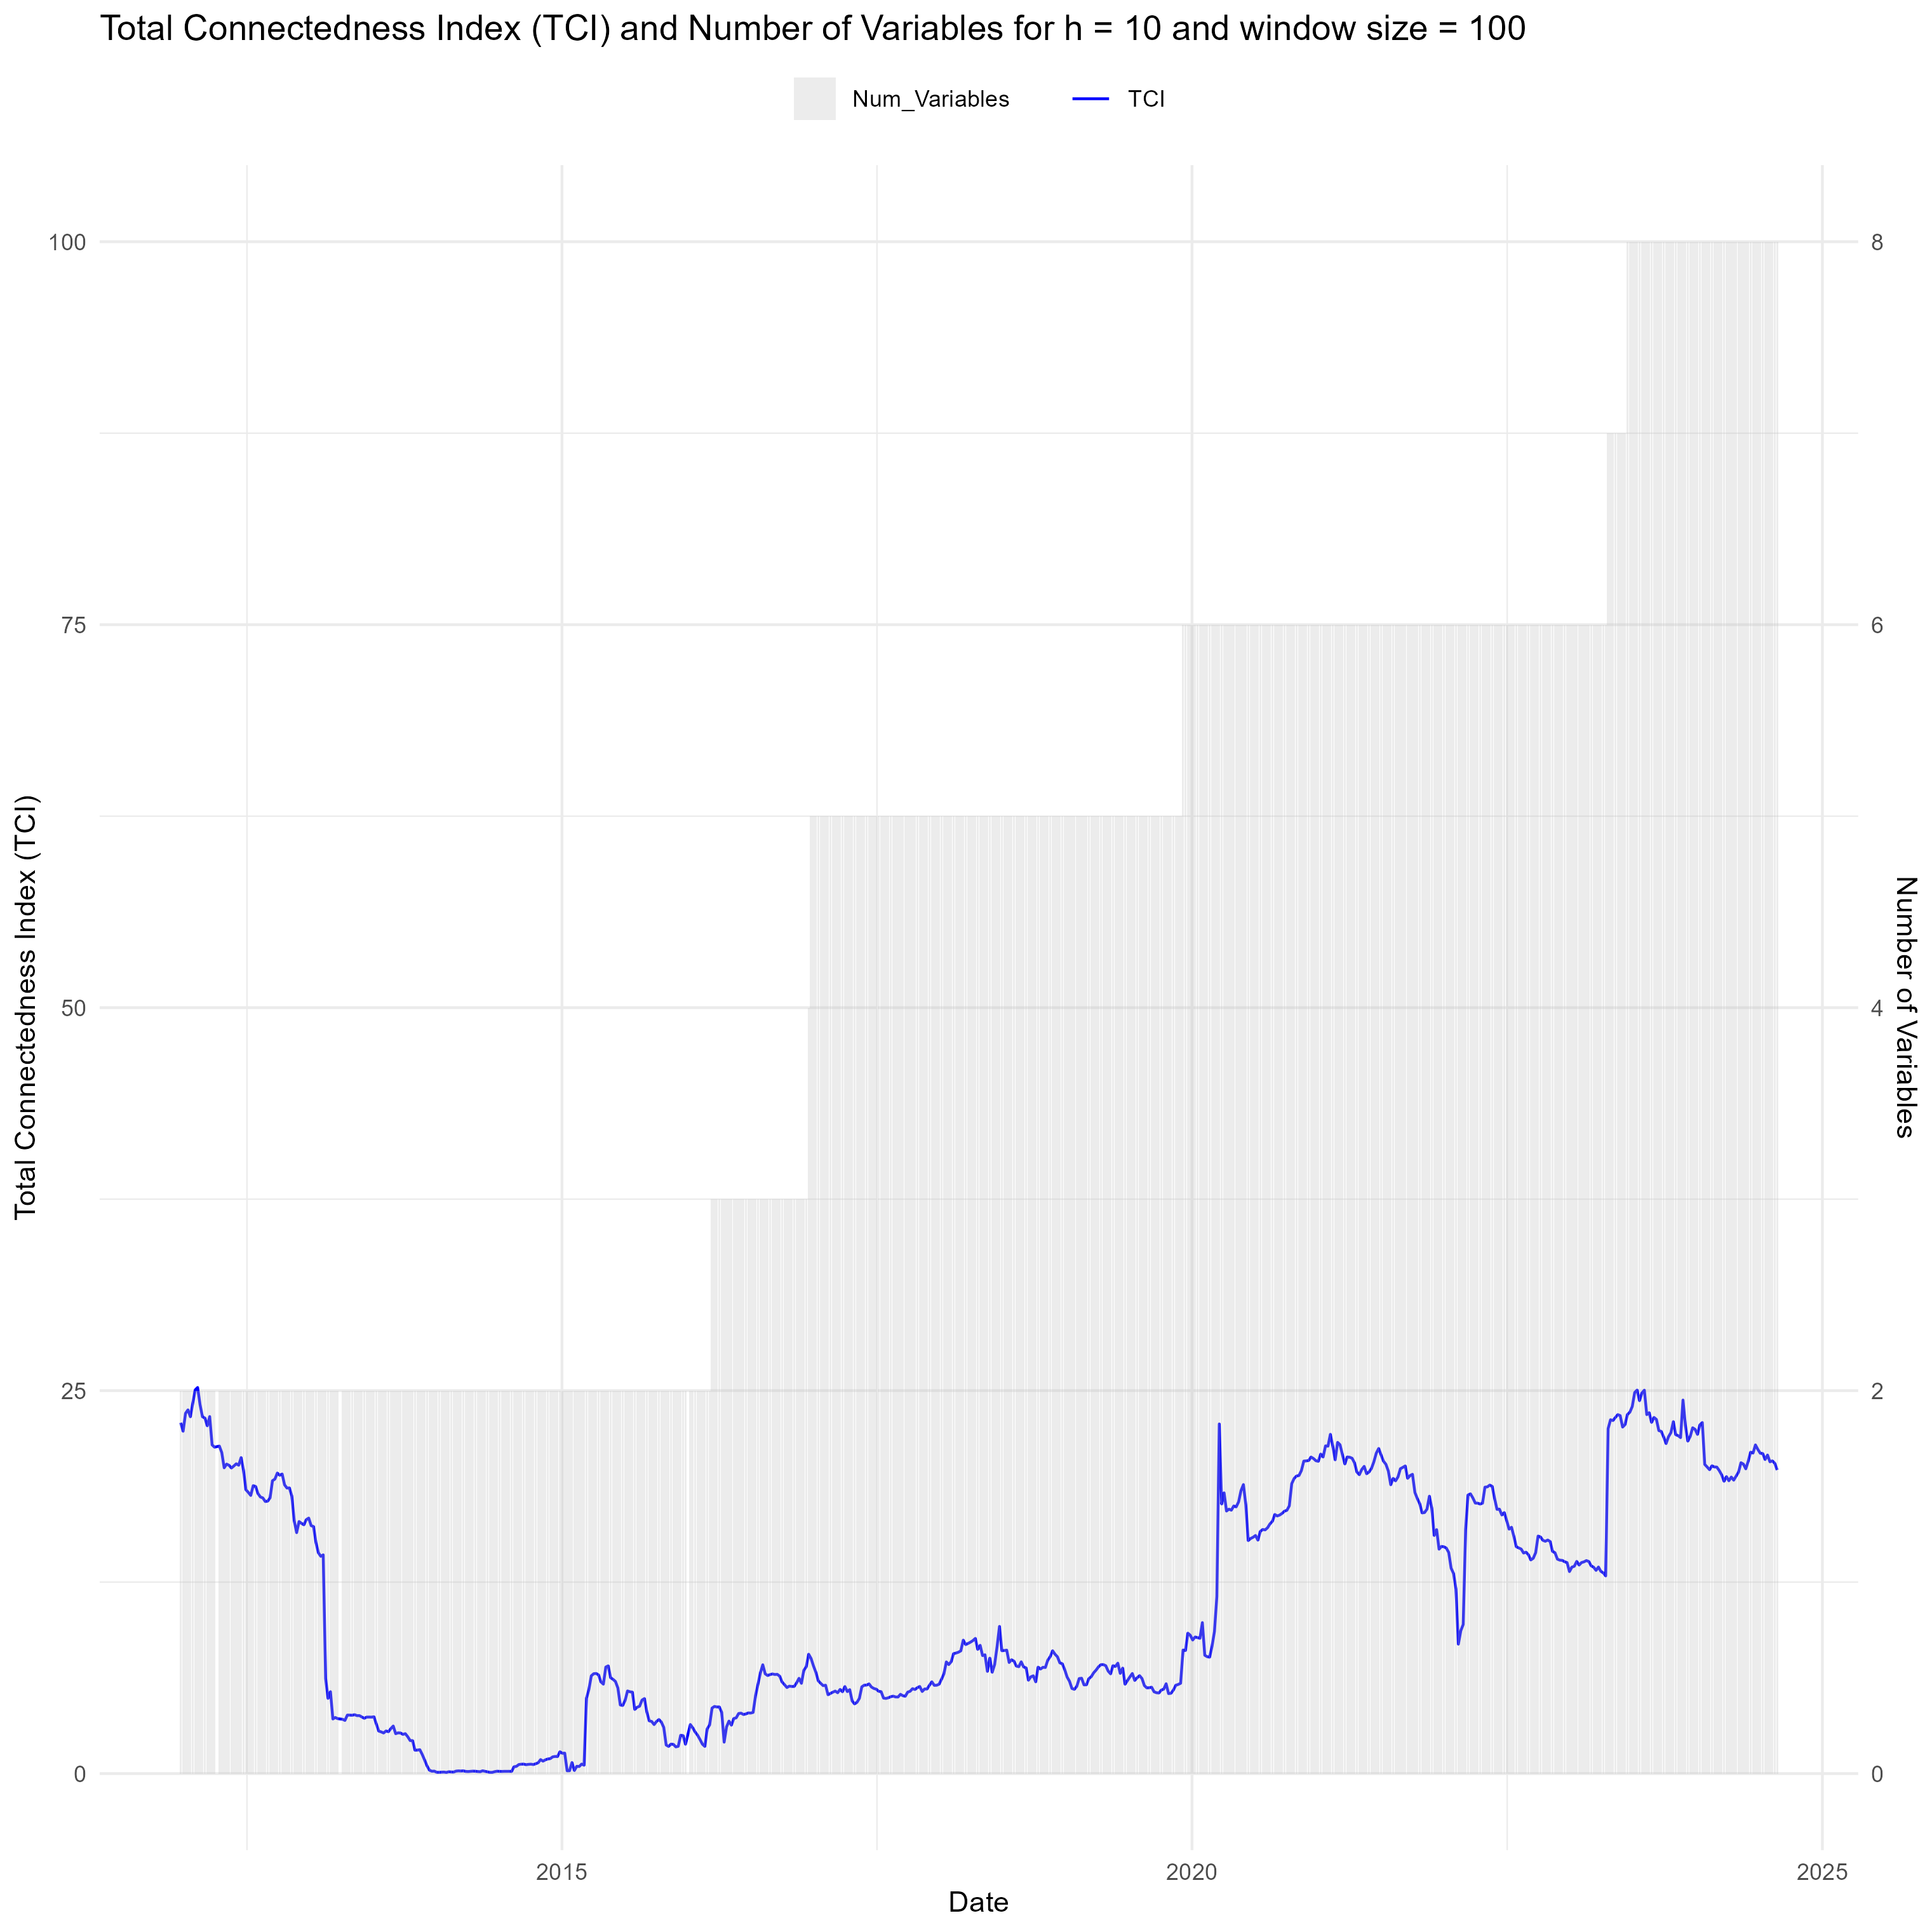 Total Connectedness Index (TCI) and Number of Variables for h = 10 and window size = 100
Num_Variables
TCI
100
75
50
25
0
Total Connectedness Index (TCI)
8
6
4
2
0
Number of Variables
2015
2020
2025
Date